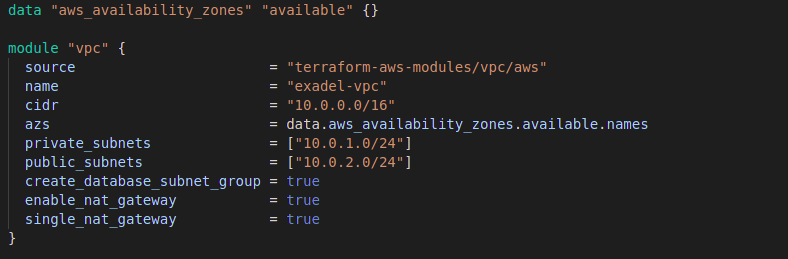 data "aws_availability_zones" "available" {}
module "vpc" {
  source                       = "terraform-aws-modules/vpc/aws"
  name                         = "exadel-vpc"
  cidr                         = "10.0.0.0/16"
  azs                          = data.aws_availability_zones.available.names
  private_subnets              = ["10.0.1.0/24"]
  public_subnets               = ["10.0.2.0/24"]
  create_database_subnet_group = true
  enable_nat_gateway           = true
  single_nat_gateway           = true
}